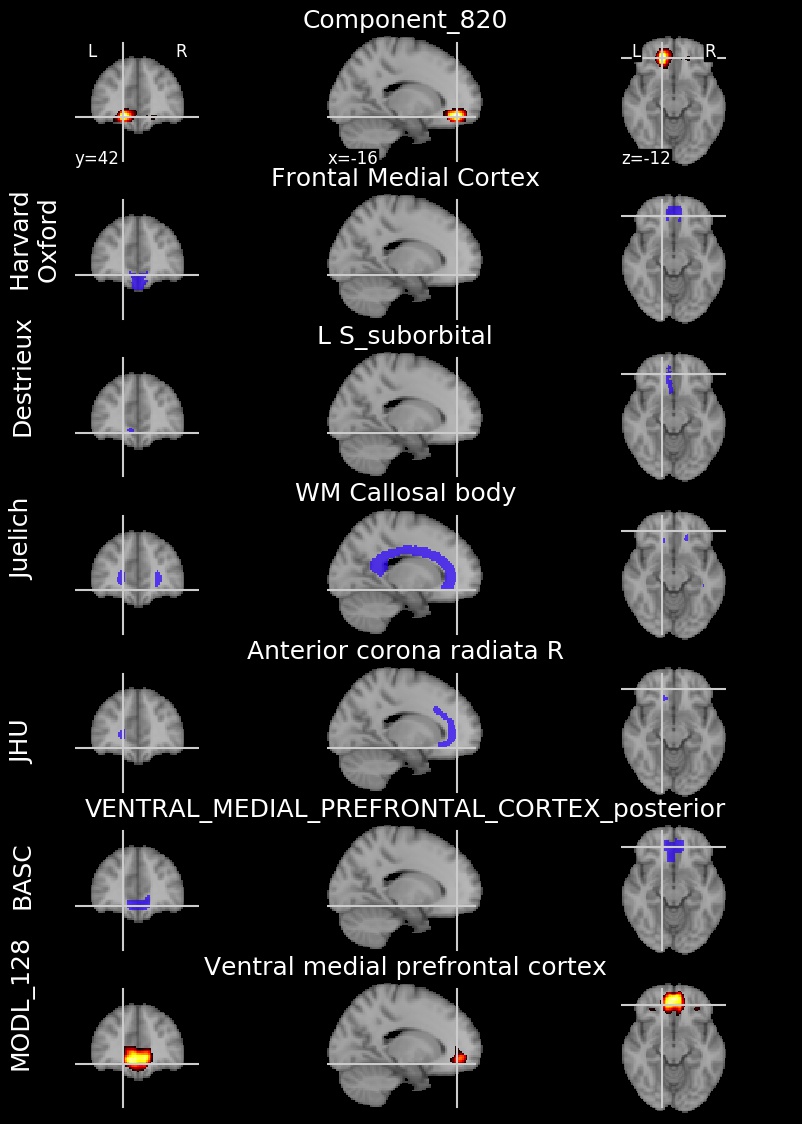 Component_820
L R
L R
y=42
x=-16
z=-12
Frontal Medial Cortex
Harvard
Oxford
L S_suborbital
Destrieux
WM Callosal body
Juelich
Anterior corona radiata R
JHU
VENTRAL_MEDIAL_PREFRONTAL_CORTEX_posterior
BASC
Ventral medial prefrontal cortex
MODL_128